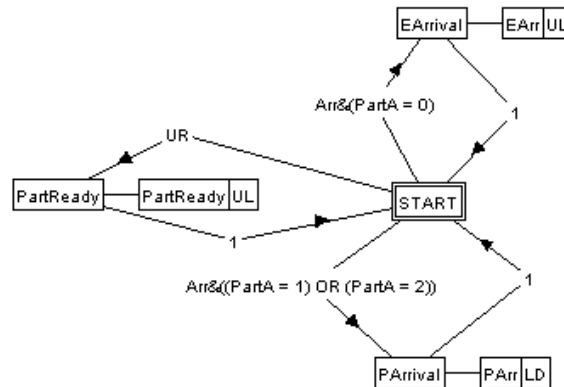 EArrival EArr UL
Arr&(PartA = 0)
1
UR
PartReady PartReady UL
START
1
1
Arr&((PartA = 1) OR (PartA = 2))
PArrival PArr LD